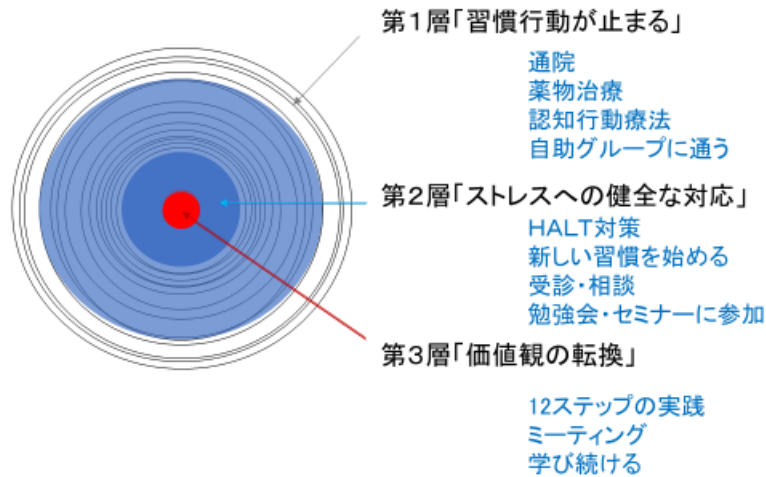 第１層「習慣行動が止まる」
通院
薬物治療
認知行動療法
自助グループに通う
第２層「ストレスへの健全な対応」
HALT対策
新しい習慣を始める
受診・相談
勉強会・セミナーに参加
第３層「価値観の転換」
12ステップの実践
ミーティング
学び続ける